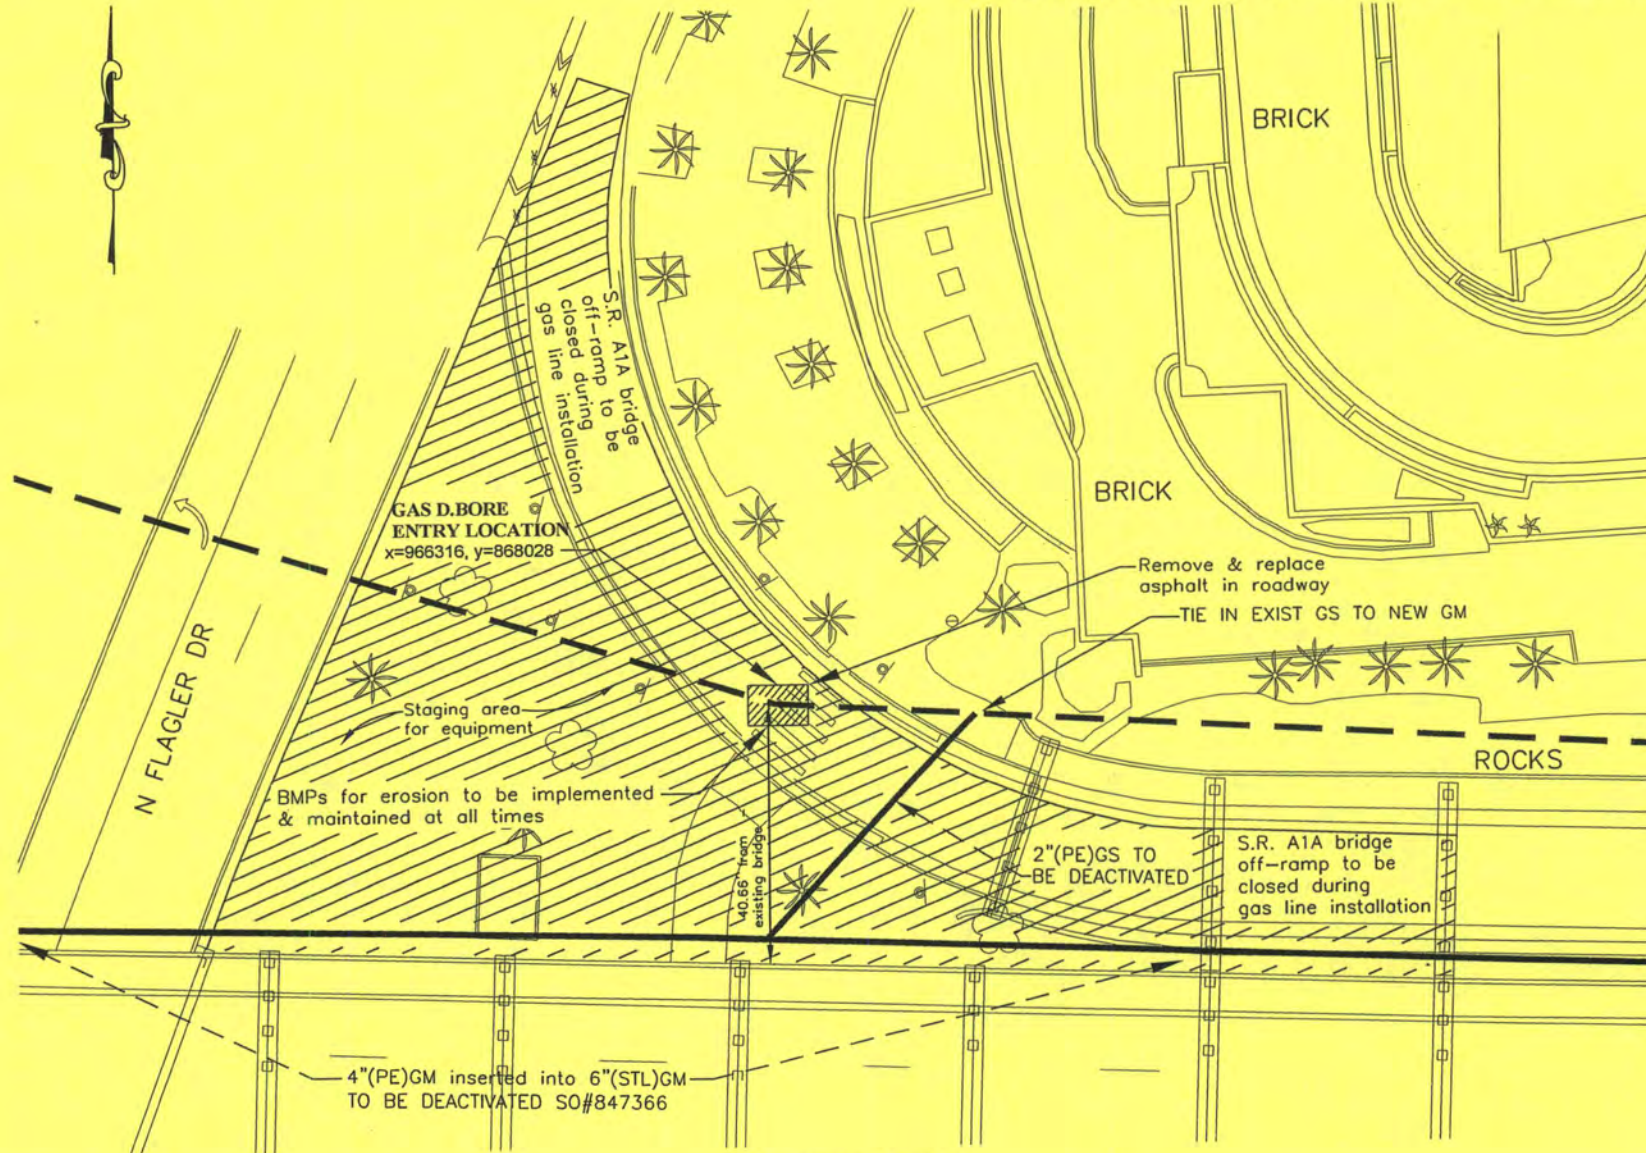 BRICK
S.R. A1A bridge
off-ramp to be
closed during
gas line installation
BRICK
GAS D.BORE
ENTRY LOCATION
x=966316, y=868028
Remove & replace
asphalt in roadway
TIE IN EXIST GS TO NEW GM
N FLAGLER DR
Staging area
for equipment
ROCKS
BMPs for erosion to be implemented
& maintained at all times
40.66' from
existing bridge
2"(PE)GS TO
BE DEACTIVATED
S.R. A1A bridge
off-ramp to be
closed during
gas line installation
4"(PE)GM inserted into 6"(STL)GM
TO BE DEACTIVATED SO#847366